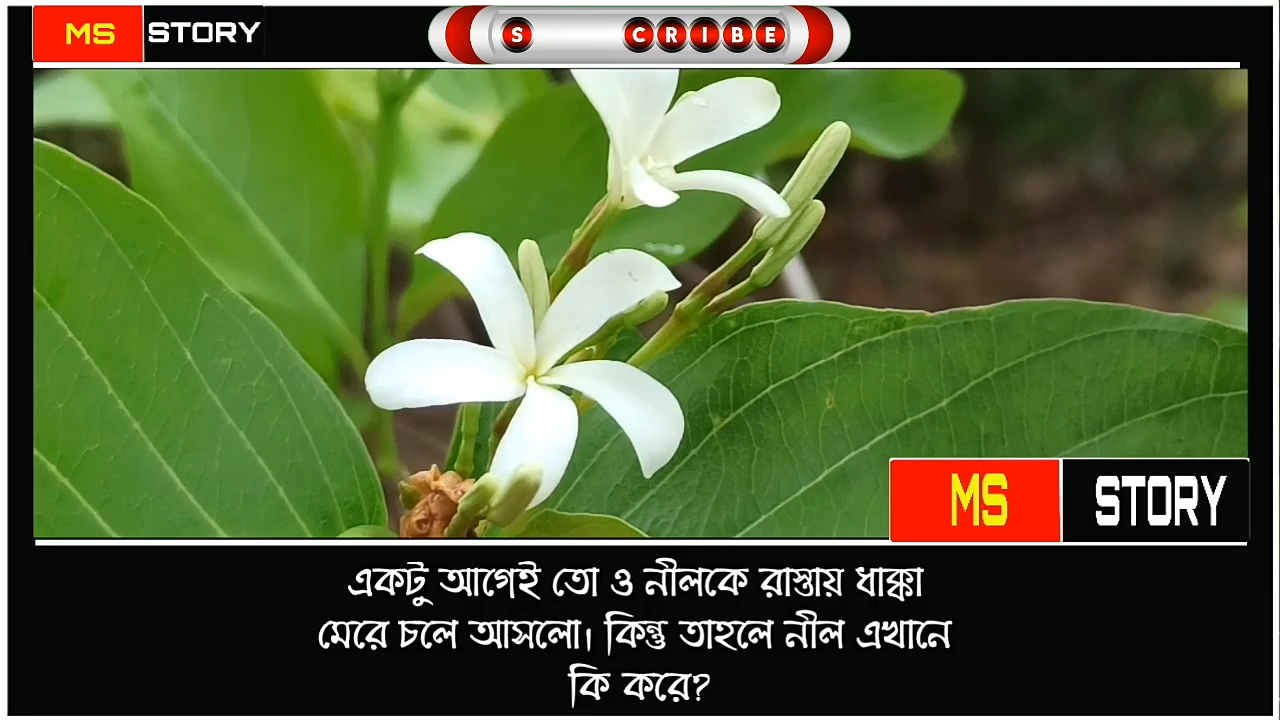 MS STORY
S CRIBE
MS STORY
একটু আগেই তো ও নীলকে রাস্তায় ধাক্কা
মেরে চলে আসলো। কিন্তু তাহলে নীল এখানে
কি করে?